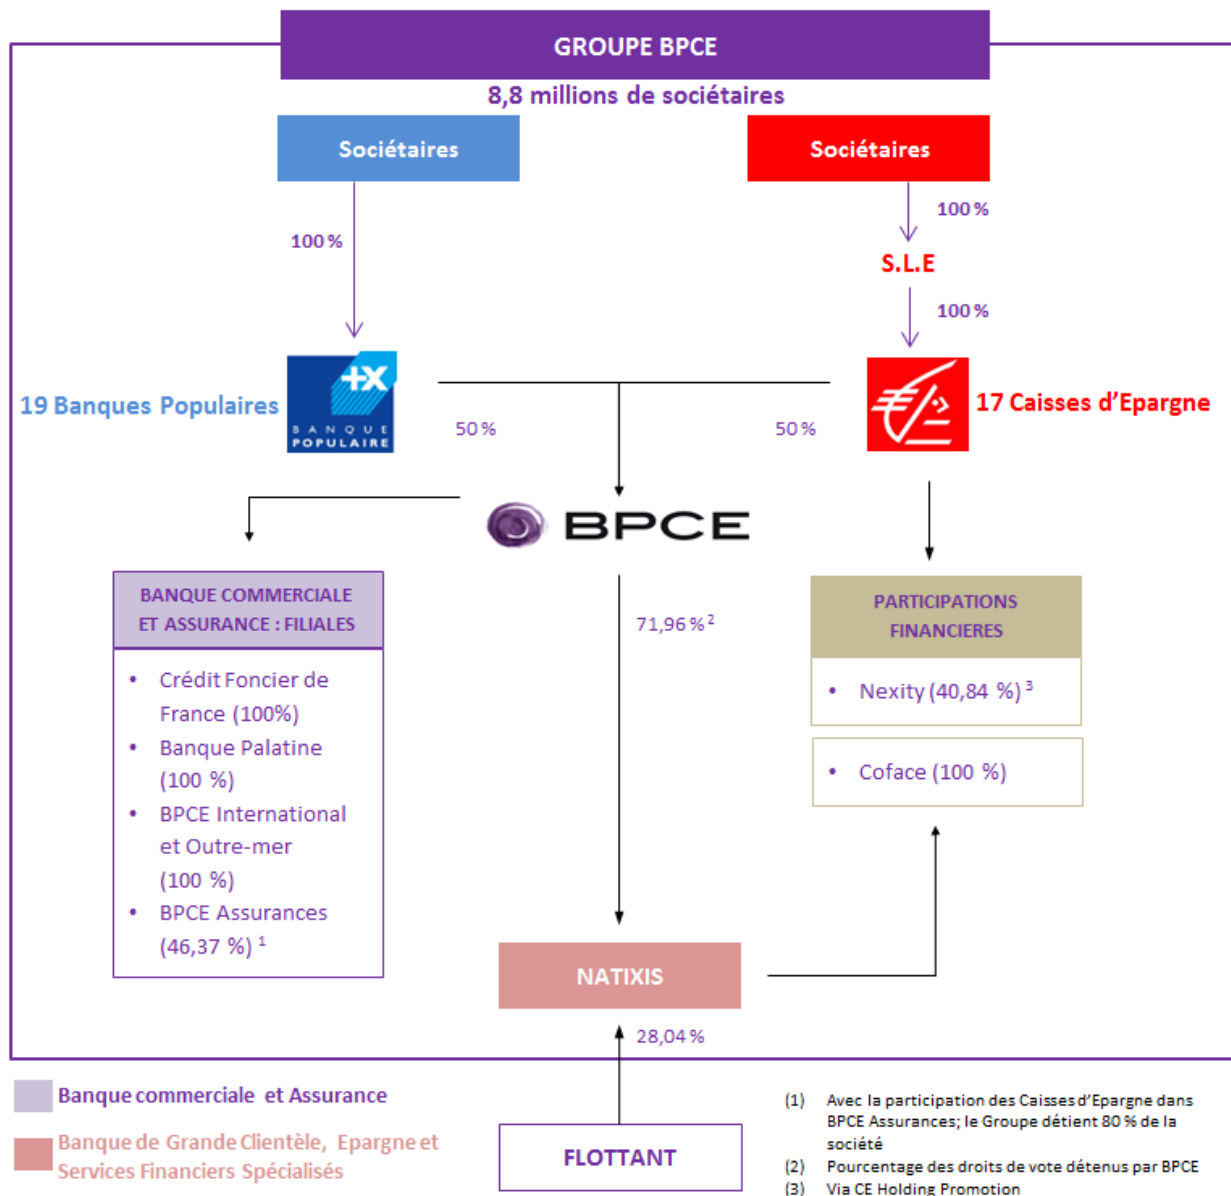 GROUPE BPCE
8,8 millions de sociétaires
Sociétaires
Sociétaires
100 %
100 %
S.L.E
100 %
19 Banques Populaires
+X
BANQUE
POPULAIRE
17 Caisses d'Epargne
50 %
50 %
BPCE
BANQUE COMMERCIALE
ET ASSURANCE : FILIALES
• Crédit Foncier de
France (100%)
• Banque Palatine
(100 %)
• BPCE International
et Outre-mer
(100 %)
• BPCE Assurances
(46,37 %) 1
71,96 %2
PARTICIPATIONS
FINANCIERES
• Nexity (40,84 %) 3
• Coface (100 %)
NATIXIS
28,04 %
FLOTTANT
Banque commerciale et Assurance
Banque de Grande Clientèle, Epargne et
Services Financiers Spécialisés
(1) Avec la participation des Caisses d'Epargne dans
BPCE Assurances; le Groupe détient 80 % de la
société
(2) Pourcentage des droits de vote détenus par BPCE
(3) Via CE Holding Promotion